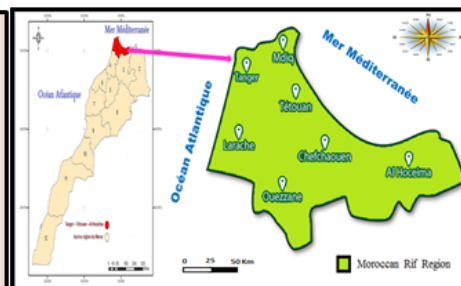 Mer Méditerranée
Océan Atlantique
Tanger - Tétouan - Al Hoceima
Mer Méditerranée
Océan Atlantique
Mdiq
Tanger
Tétouan
Larache
Chefchaouen
Al Hoceima
Ouezzane
0 25 50 Km
Moroccan Rif Region